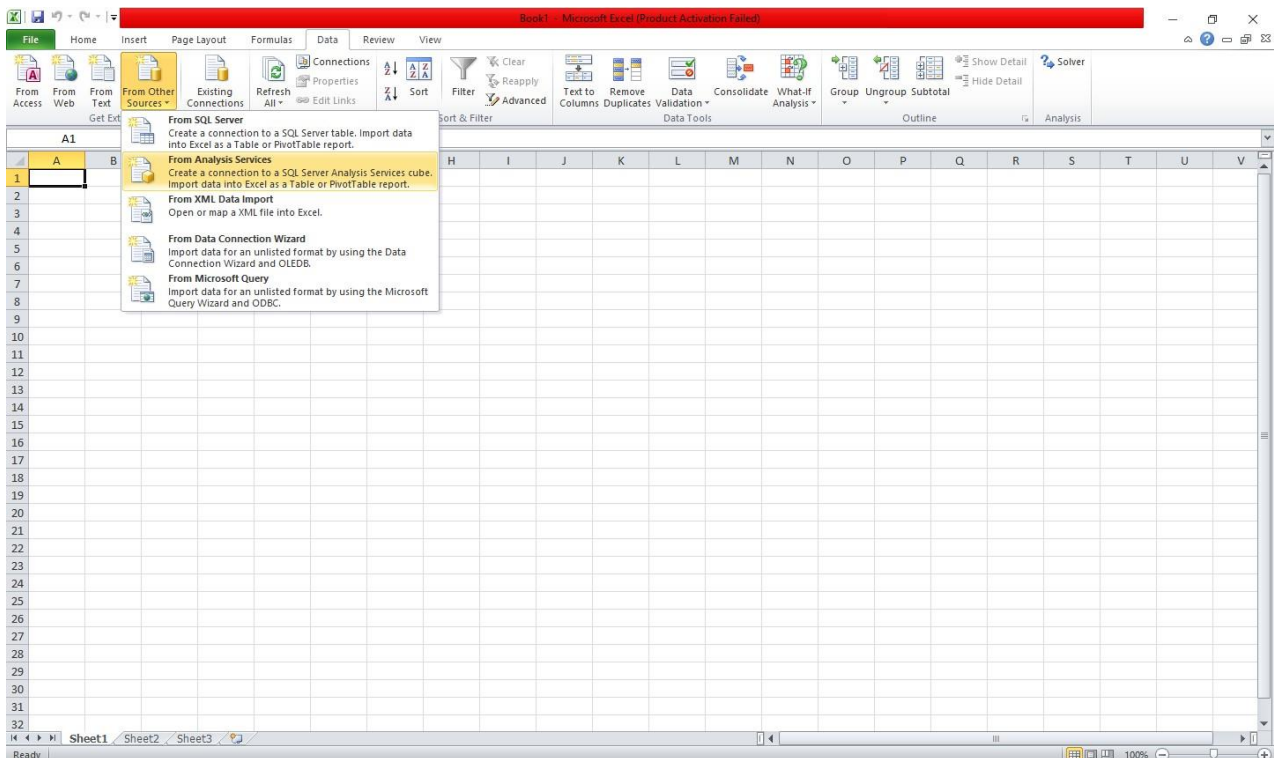 Book1 - Microsoft Excel (Product Activation Failed)
File Home Insert Page Layout Formulas Data Review View
From Access
From Web
From Text
From Other Sources
Existing Connections
Refresh All
Connections
Properties
Edit Links
Sort
Filter
Clear
Reapply
Advanced
Text to Columns
Remove Duplicates
Data Validation
Consolidate
What-If Analysis
Group
Ungroup
Subtotal
Show Detail
Hide Detail
Solver
Get Ext
Sort & Filter
Data Tools
Outline
Analysis
A1
From SQL Server
Create a connection to a SQL Server table. Import data
into Excel as a Table or PivotTable report.
From Analysis Services
Create a connection to a SQL Server Analysis Services cube.
Import data into Excel as a Table or PivotTable report.
From XML Data Import
Open or map a XML file into Excel.
From Data Connection Wizard
Import data for an unlisted format by using the Data
Connection Wizard and OLEDB.
From Microsoft Query
Import data for an unlisted format by using the Microsoft
Query Wizard and ODBC.
A B H I J K L M N O P Q R S T U V
1
2
3
4
5
6
7
8
9
10
11
12
13
14
15
16
17
18
19
20
21
22
23
24
25
26
27
28
29
30
31
32
Sheet1 Sheet2 Sheet3
Ready 100%